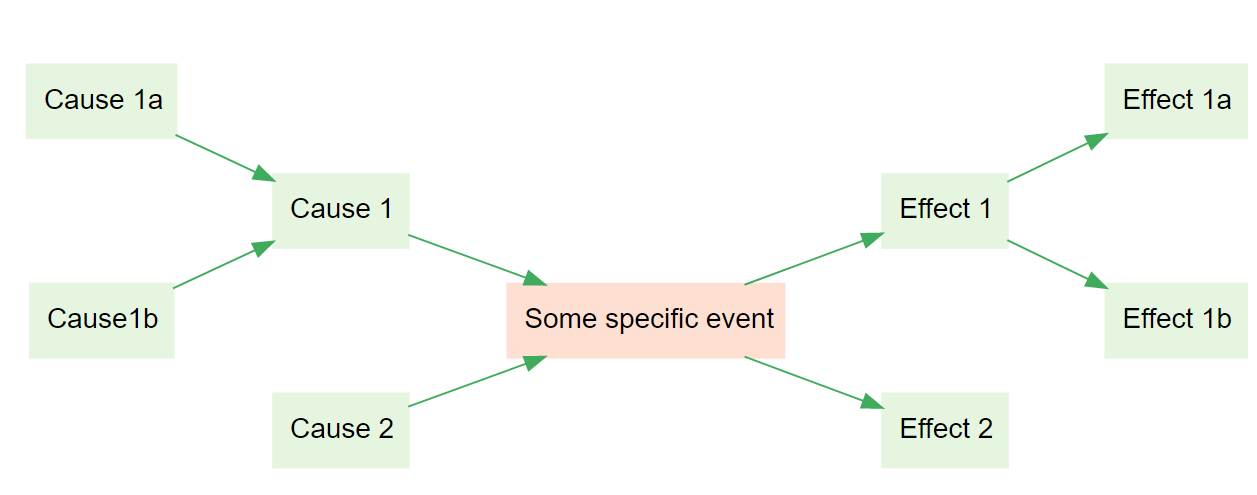 Cause 1a
Effect 1a
Cause 1
Effect 1
Cause1b
Some specific event
Effect 1b
Cause 2
Effect 2